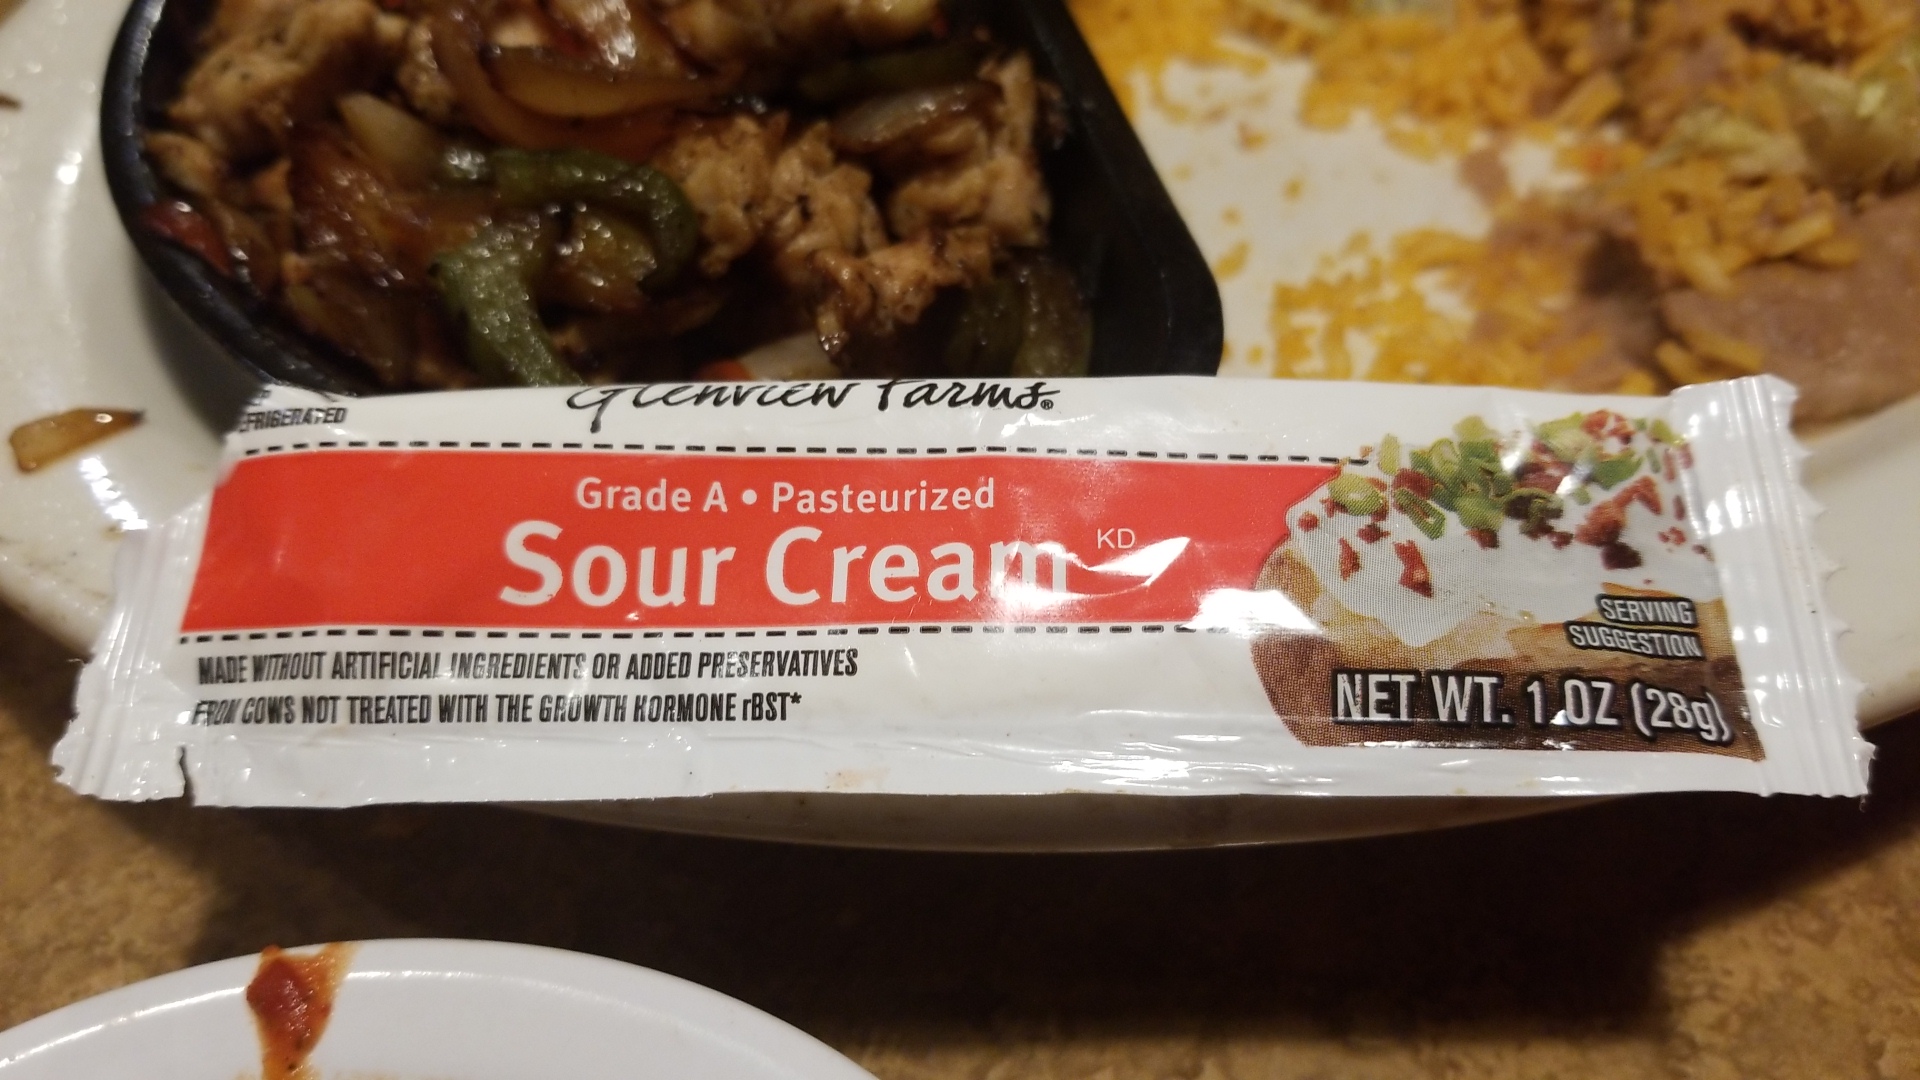 EFRIGERATED
Glenview Farms®
Grade A • Pasteurized
Sour Cream KD
SERVING
SUGGESTION
MADE WITHOUT ARTIFICIAL INGREDIENTS OR ADDED PRESERVATIVES
FROM COWS NOT TREATED WITH THE GROWTH HORMONE rBST*
NET WT. 1 OZ (28g)